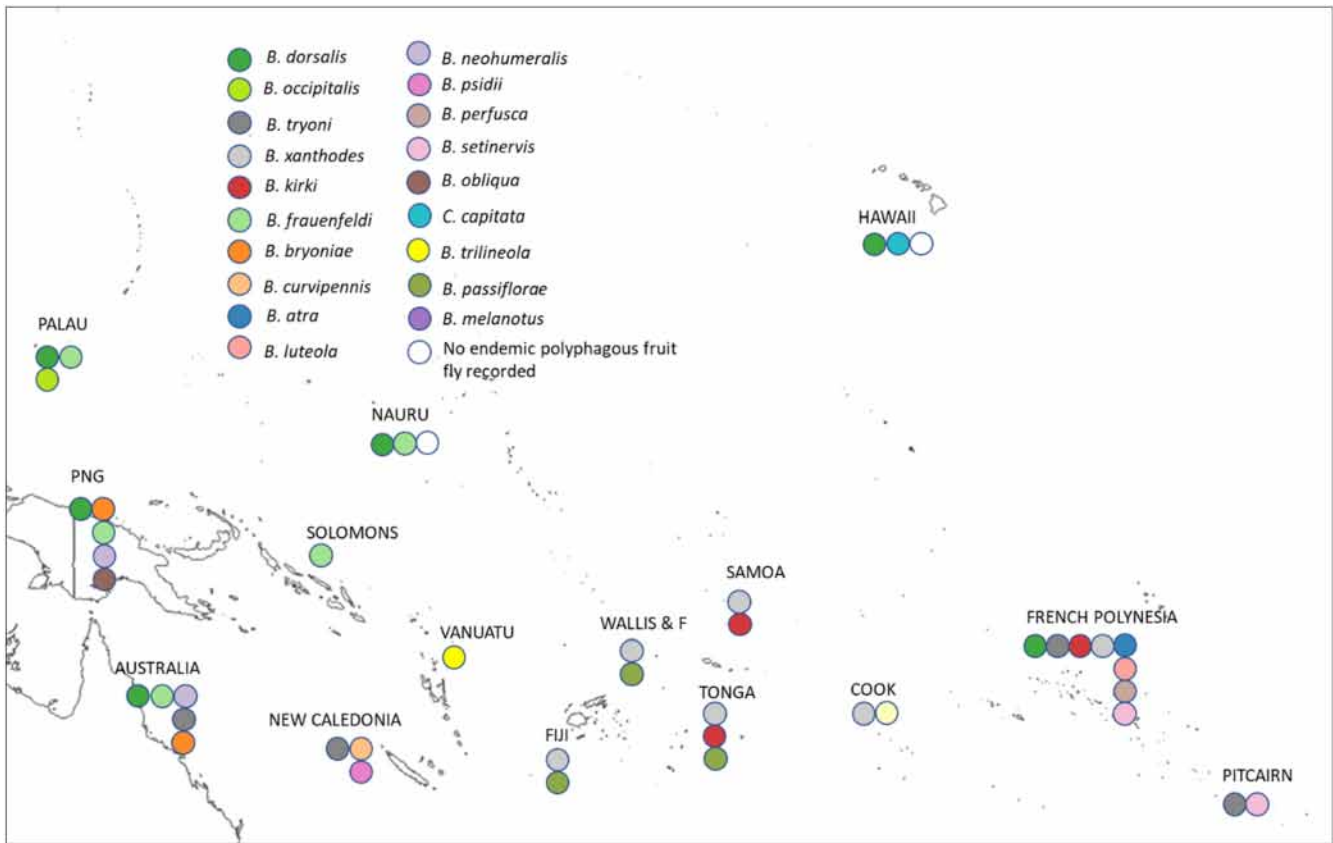 B. dorsalis
B. occipitalis
B. tryoni
B. xanthodes
B. kirki
B. frauenfeldi
B. bryoniae
B. curvipennis
B. atra
B. luteola
B. neohumeralis
B. psidii
B. perfusca
B. setinervis
B. obliqua
C. capitata
B. trilineola
B. passiflorae
B. melanotus
No endemic polyphagous fruit
fly recorded
HAWAII
PALAU
NAURU
PNG
SOLOMONS
SAMOA
FRENCH POLYNESIA
WALLIS & F
VANUATU
AUSTRALIA
TONGA
COOK
NEW CALEDONIA
FIJI
PITCAIRN